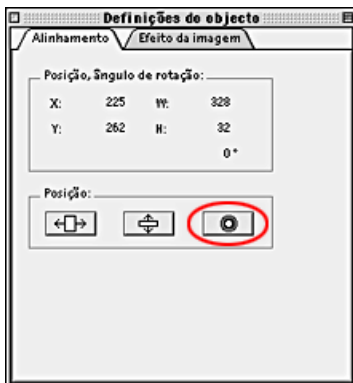 Definições do objecto
Alinhamento Efeito da imagem
Posição, ângulo de rotação:
X: 225 W: 328
Y: 262 H: 32
0°
Posição: